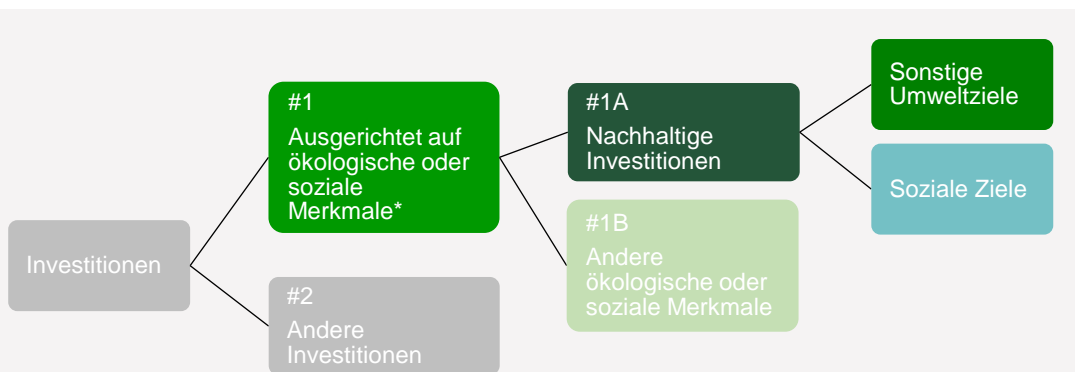 Investitionen
#1
Ausgerichtet auf
ökologische oder
soziale
Merkmale*
#2
Andere
Investitionen
#1A
Nachhaltige
Investitionen
#1B
Andere
ökologische oder
soziale Merkmale
Sonstige
Umweltziele
Soziale Ziele